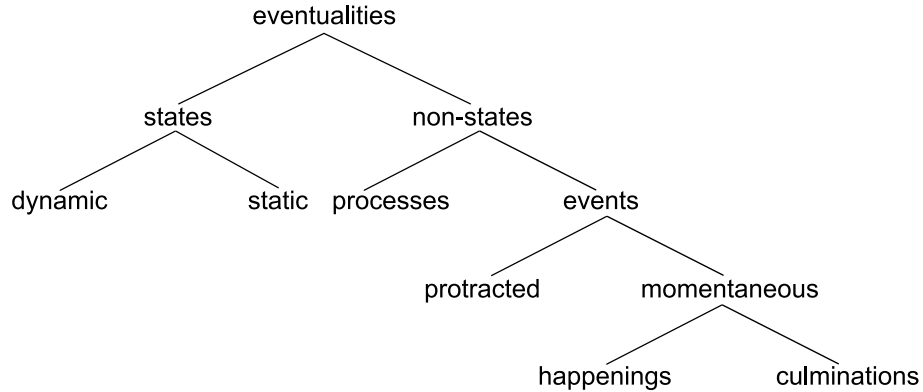 eventualities
states non-states
dynamic static processes events
protracted momentaneous
happenings culminations